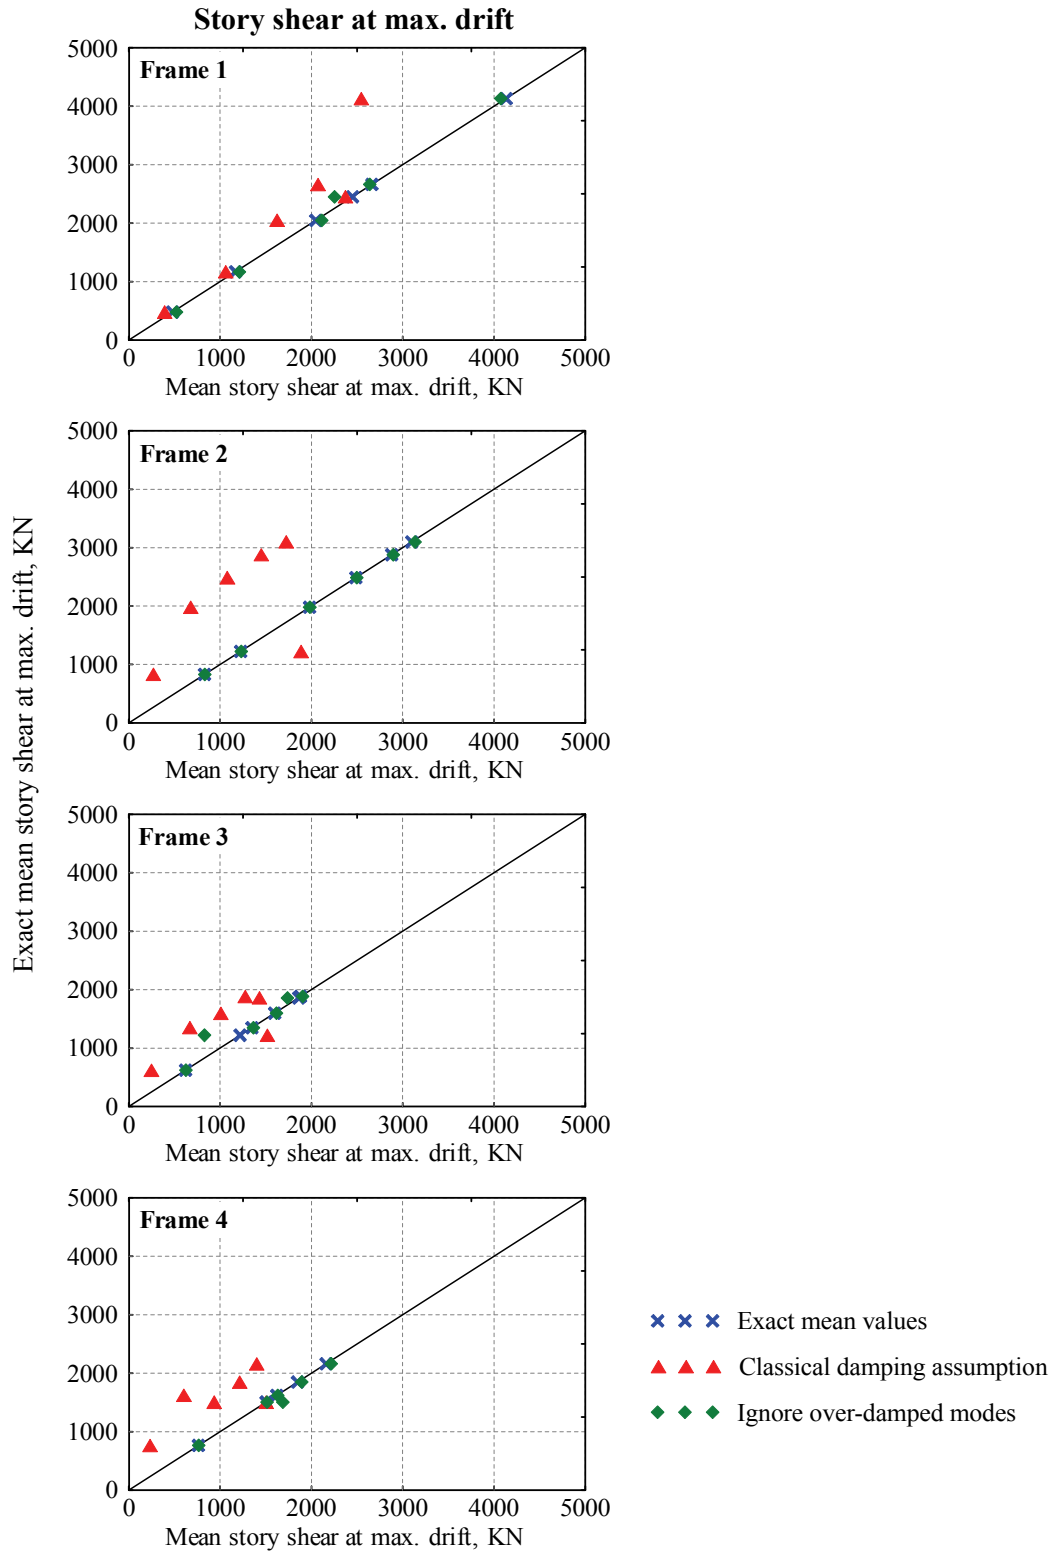 Story shear at max. drift
Exact mean story shear at max. drift, KN
Frame 1
5000
4000
3000
2000
1000
0
0 1000 2000 3000 4000 5000
Mean story shear at max. drift, KN
Frame 2
5000
4000
3000
2000
1000
0
0 1000 2000 3000 4000 5000
Mean story shear at max. drift, KN
Frame 3
5000
4000
3000
2000
1000
0
0 1000 2000 3000 4000 5000
Mean story shear at max. drift, KN
Frame 4
5000
4000
3000
2000
1000
0
0 1000 2000 3000 4000 5000
Mean story shear at max. drift, KN
Exact mean values
Classical damping assumption
Ignore over-damped modes